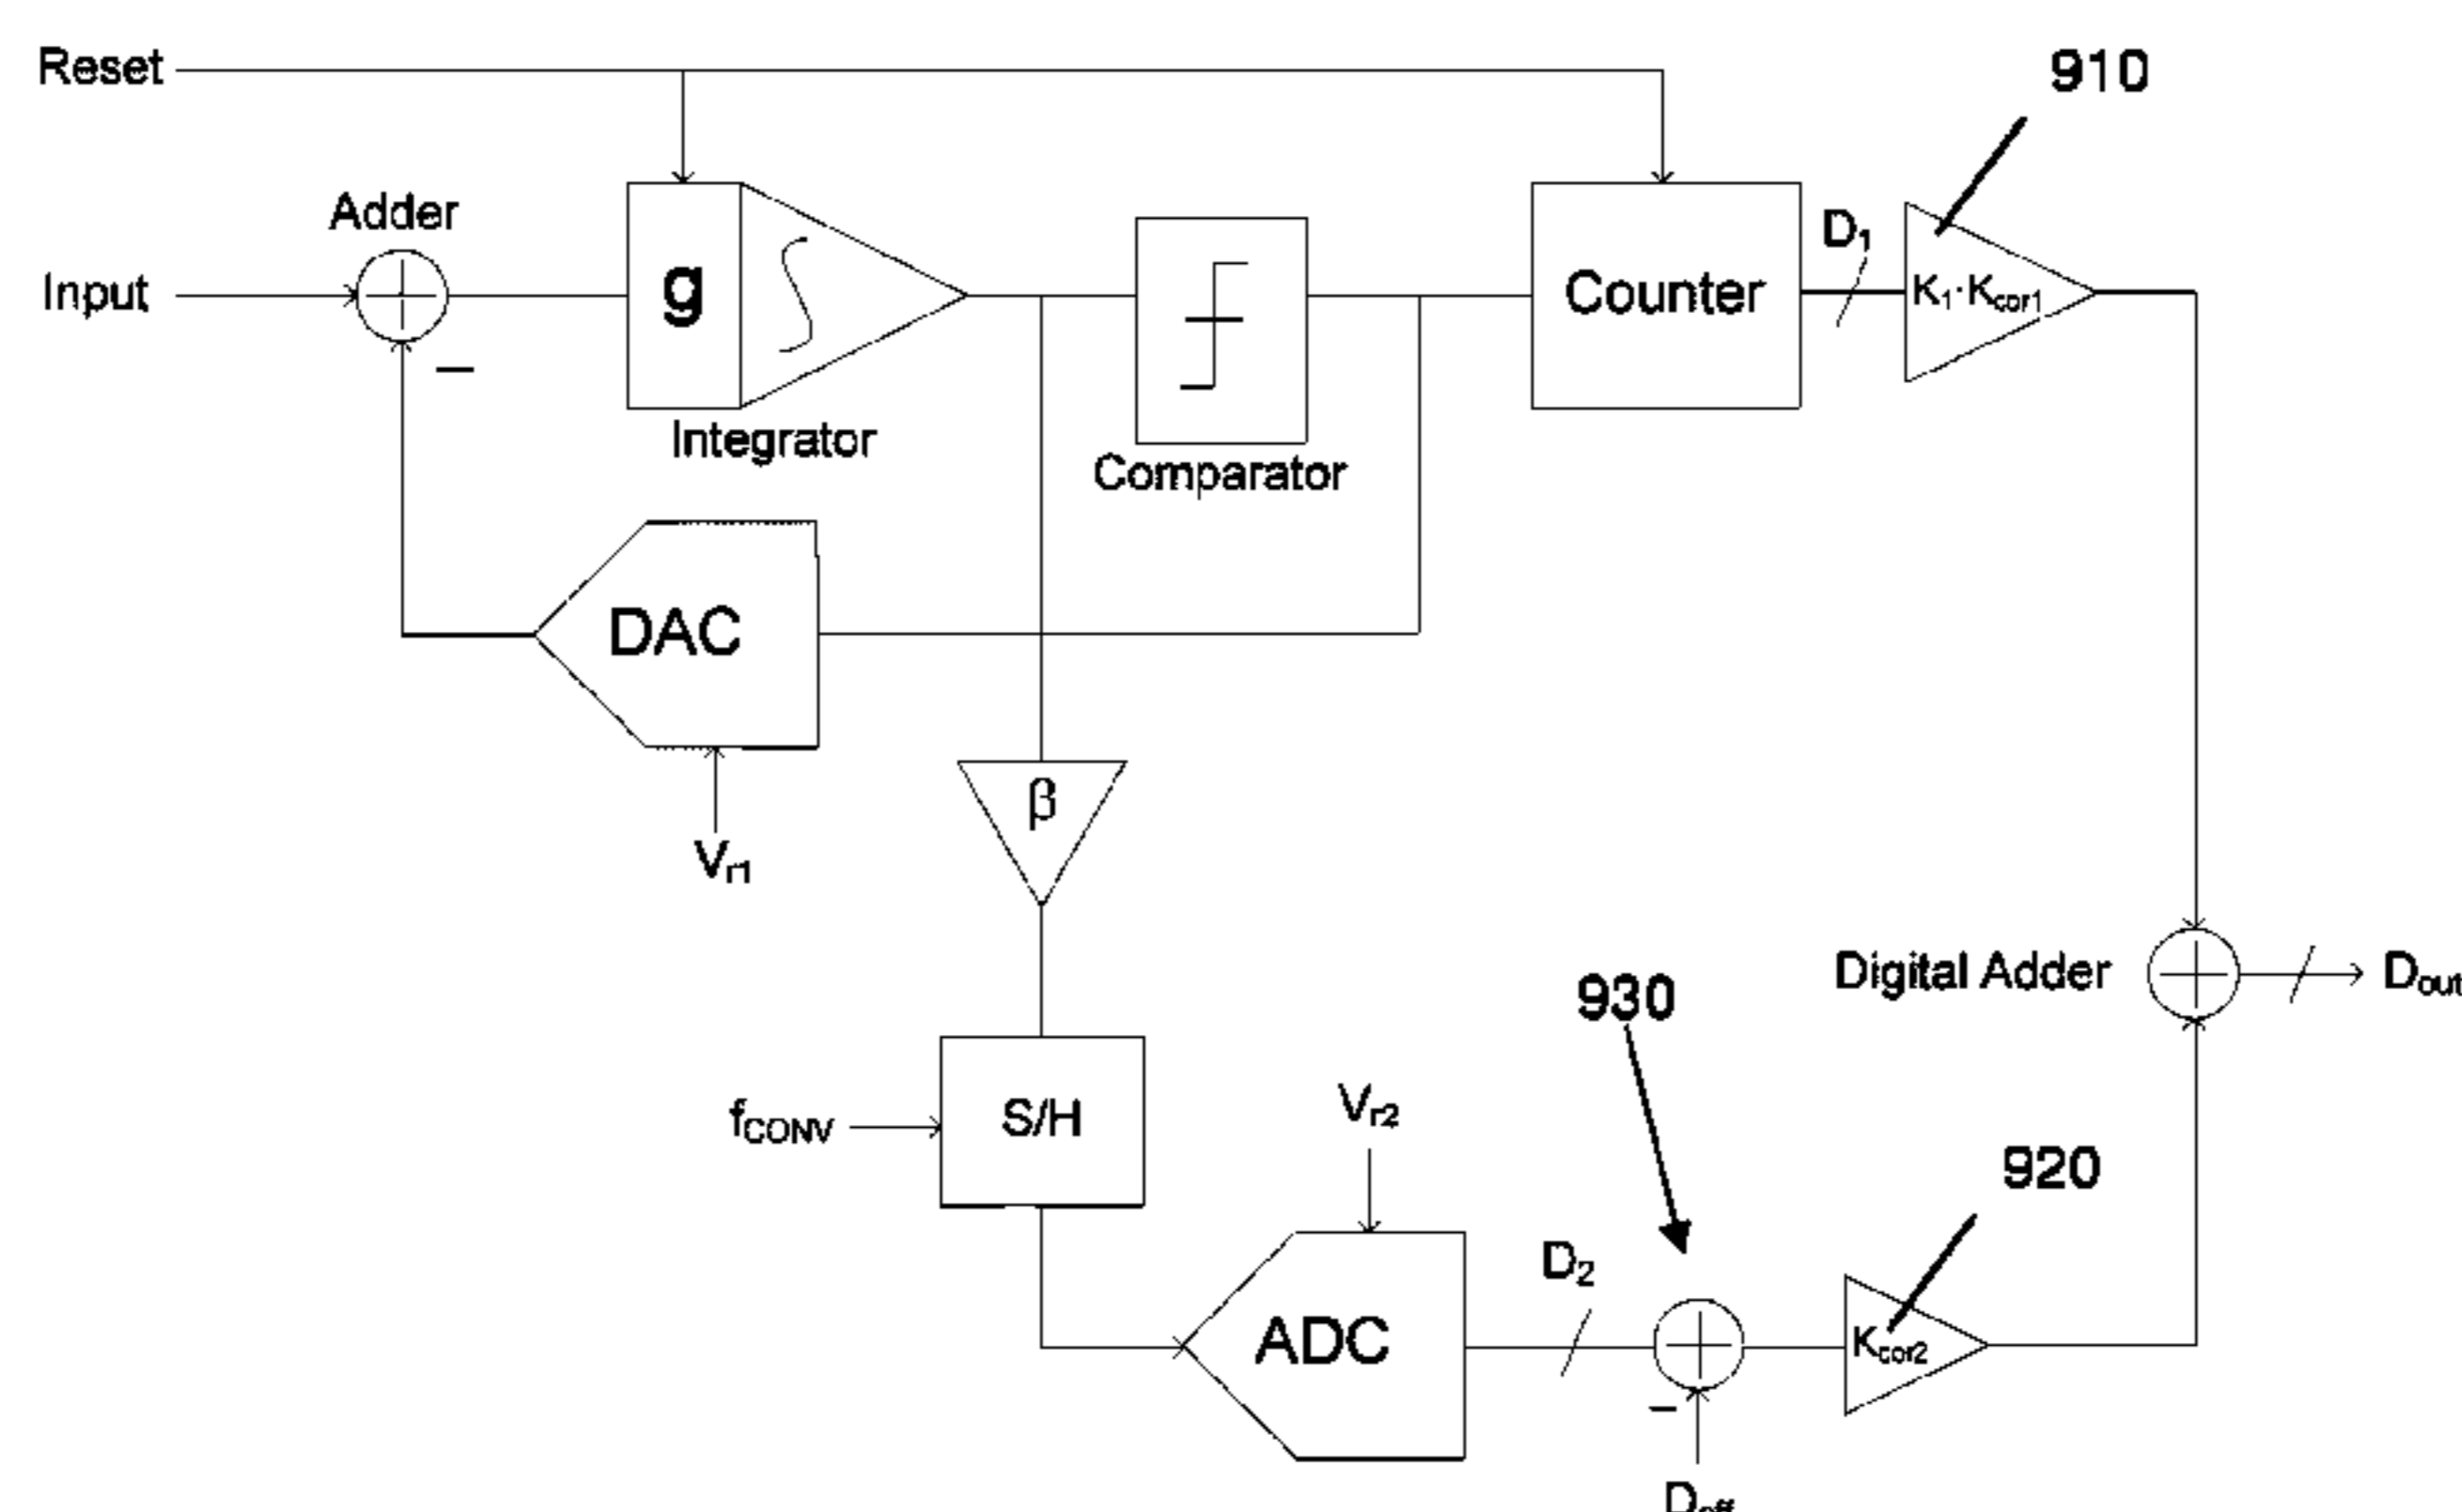 Reset
910
Adder
Input
g
Integrator
Comparator
Counter
D1
K1·Kcor1
DAC
Vr1
β
Digital Adder
Dout
930
fCONV
S/H
Vr2
920
D2
ADC
Kcor2
Doff